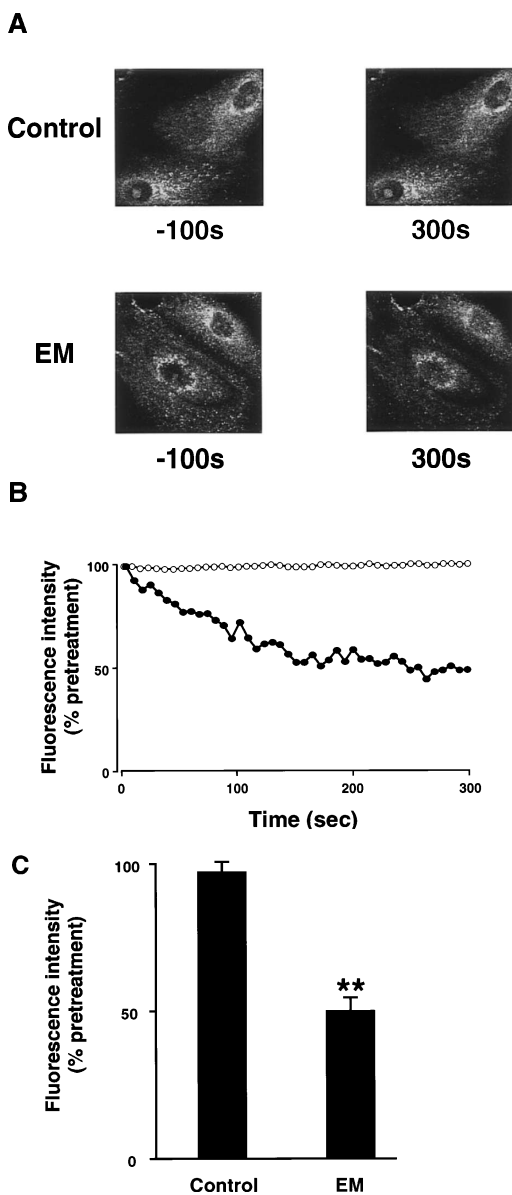 A
Control
-100s 300s
EM
-100s 300s
B
Fluorescence intensity
(% pretreatment)
100
50
0
0 100 200 300
Time (sec)
C
Fluorescence intensity
(% pretreatment)
100
50
0
**
Control EM